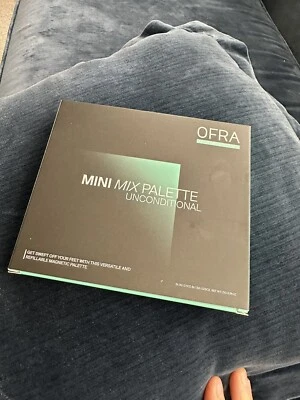 OFRA
MINI MIX PALETTE
UNCONDITIONAL
GET SWEPT OFF YOUR FEET WITH THIS VERSATILE AND
REFILLABLE MAGNETIC PALETTE